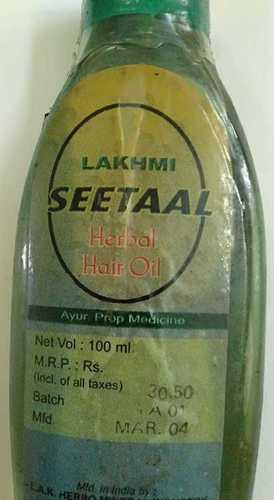 LAKHMI
SEETAAL
Herbal
Hair Oil
Ayur. Prop Medicine
Net Vol : 100 ml
M.R.P. : Rs.
(incl. of all taxes) 30.50
Batch A 01
Mfd. MAR. 04
Mfd. in India by :
L.A.K. HERBO